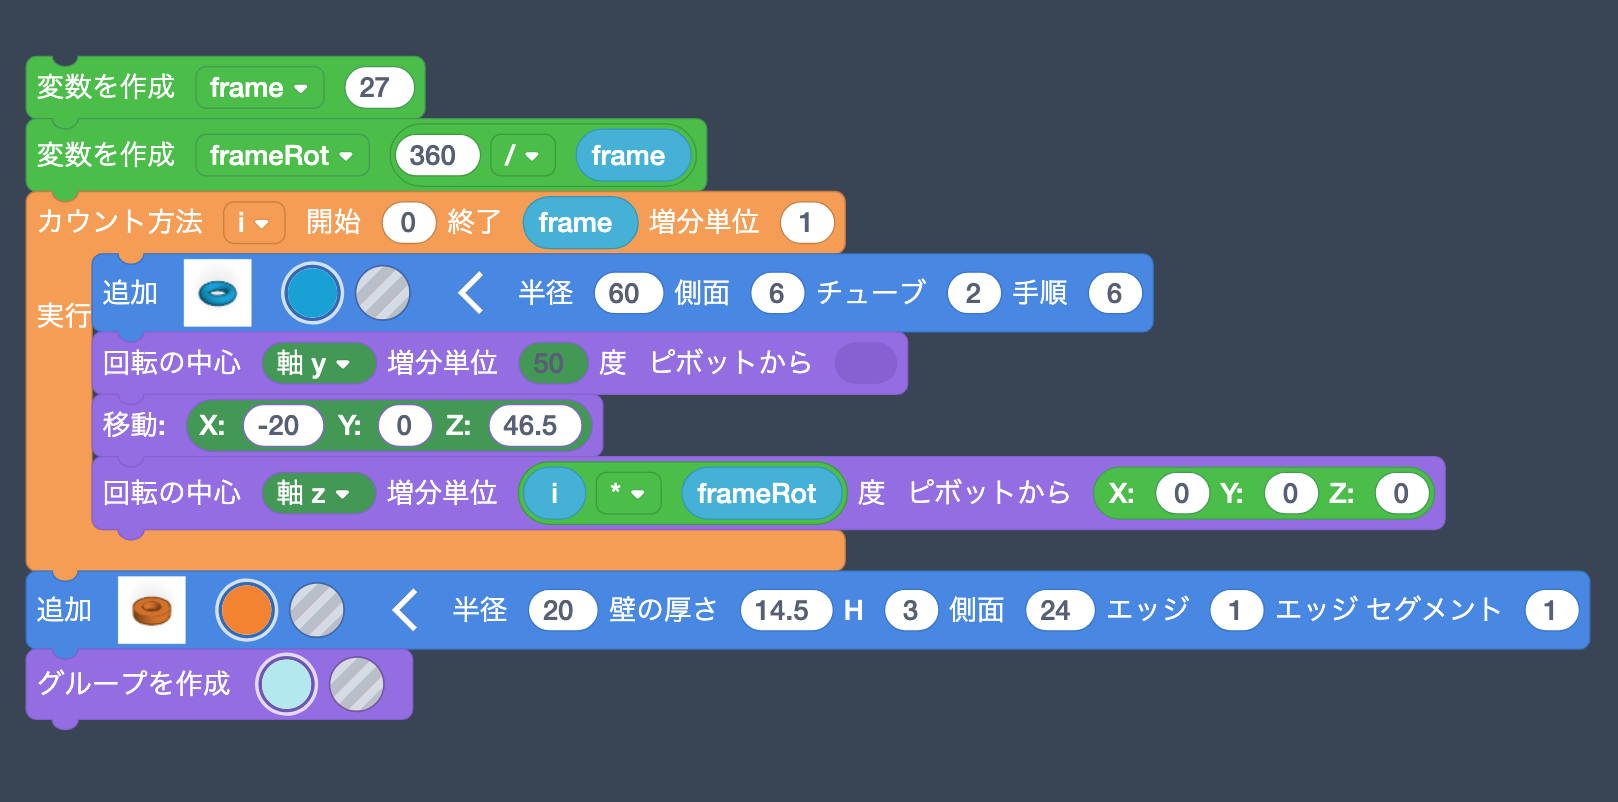 変数を作成 frame 27
変数を作成 frameRot 360 / frame
カウント方法 i 開始 0 終了 frame 増分単位 1
追加 半径 60 側面 6 チューブ 2 手順 6
実行
回転の中心 軸 y 増分単位 50 度 ピボットから
移動: X: -20 Y: 0 Z: 46.5
回転の中心 軸 z 増分単位 i * frameRot 度 ピボットから X: 0 Y: 0 Z: 0
追加 半径 20 壁の厚さ 14.5 H 3 側面 24 エッジ 1 エッジ セグメント 1
グループを作成